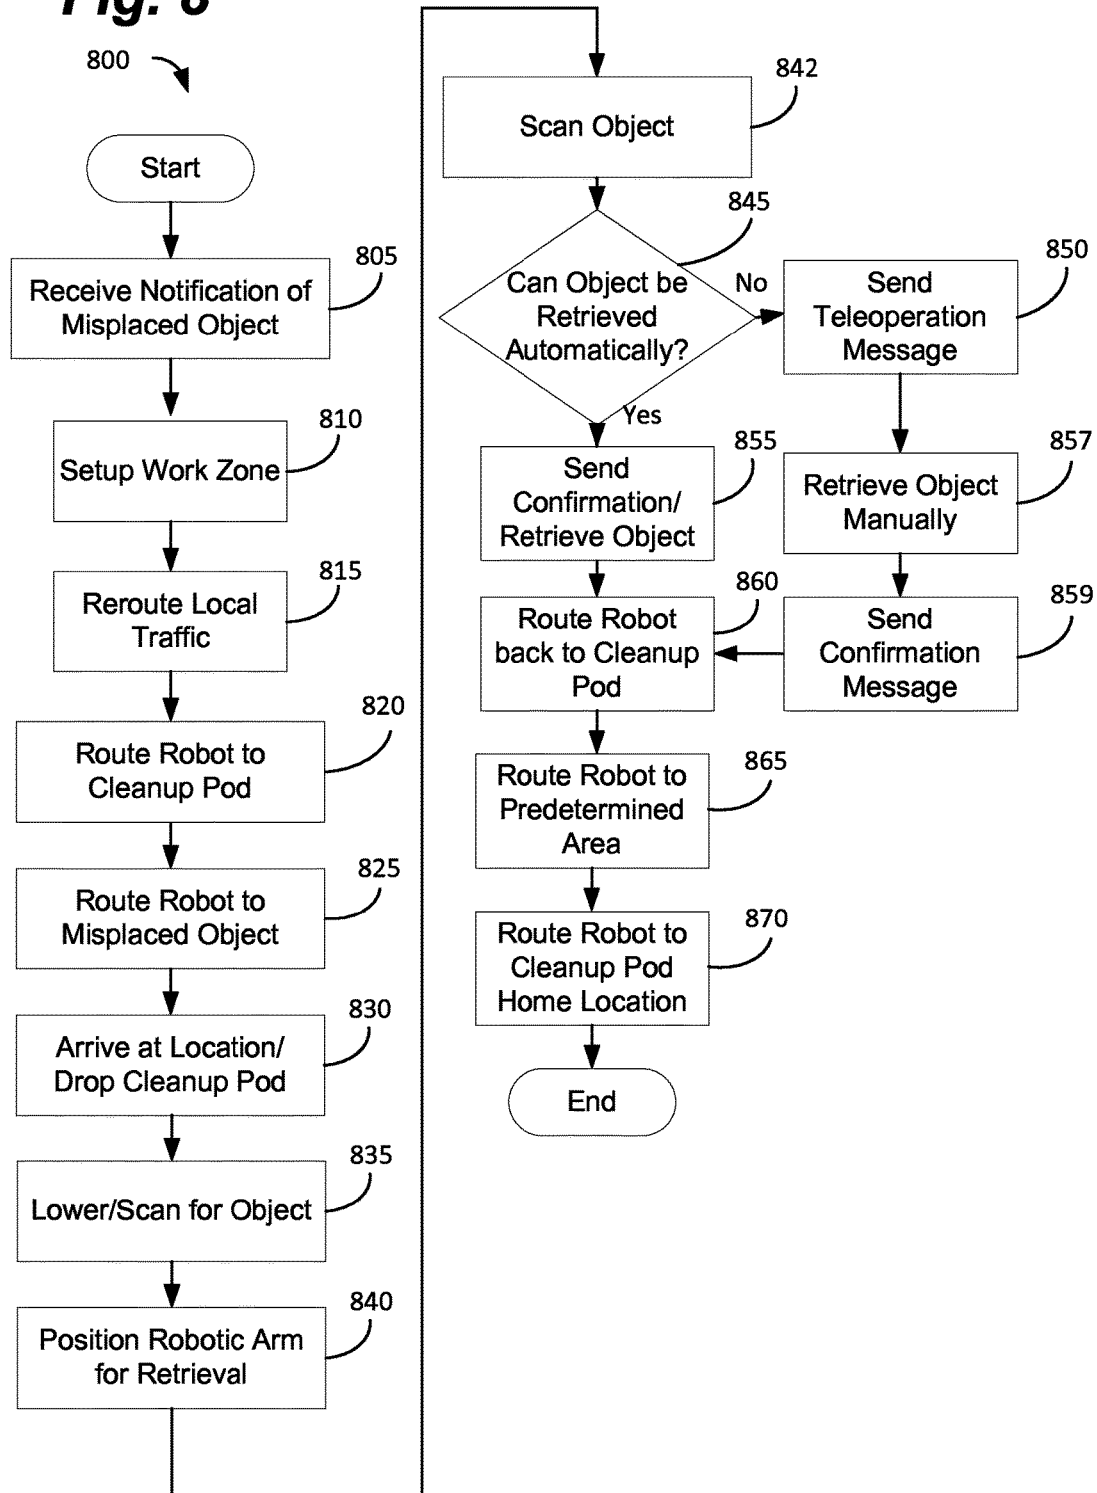 Fig. 8
800
Start
805
Receive Notification of
Misplaced Object
810
Setup Work Zone
815
Reroute Local
Traffic
820
Route Robot to
Cleanup Pod
825
Route Robot to
Misplaced Object
830
Arrive at Location/
Drop Cleanup Pod
835
Lower/Scan for Object
840
Position Robotic Arm
for Retrieval
842
Scan Object
845
Can Object be
Retrieved
Automatically?
No
Yes
850
Send
Teleoperation
Message
855
Send
Confirmation/
Retrieve Object
857
Retrieve Object
Manually
859
Send
Confirmation
Message
860
Route Robot
back to Cleanup
Pod
865
Route Robot to
Predetermined
Area
870
Route Robot to
Cleanup Pod
Home Location
End